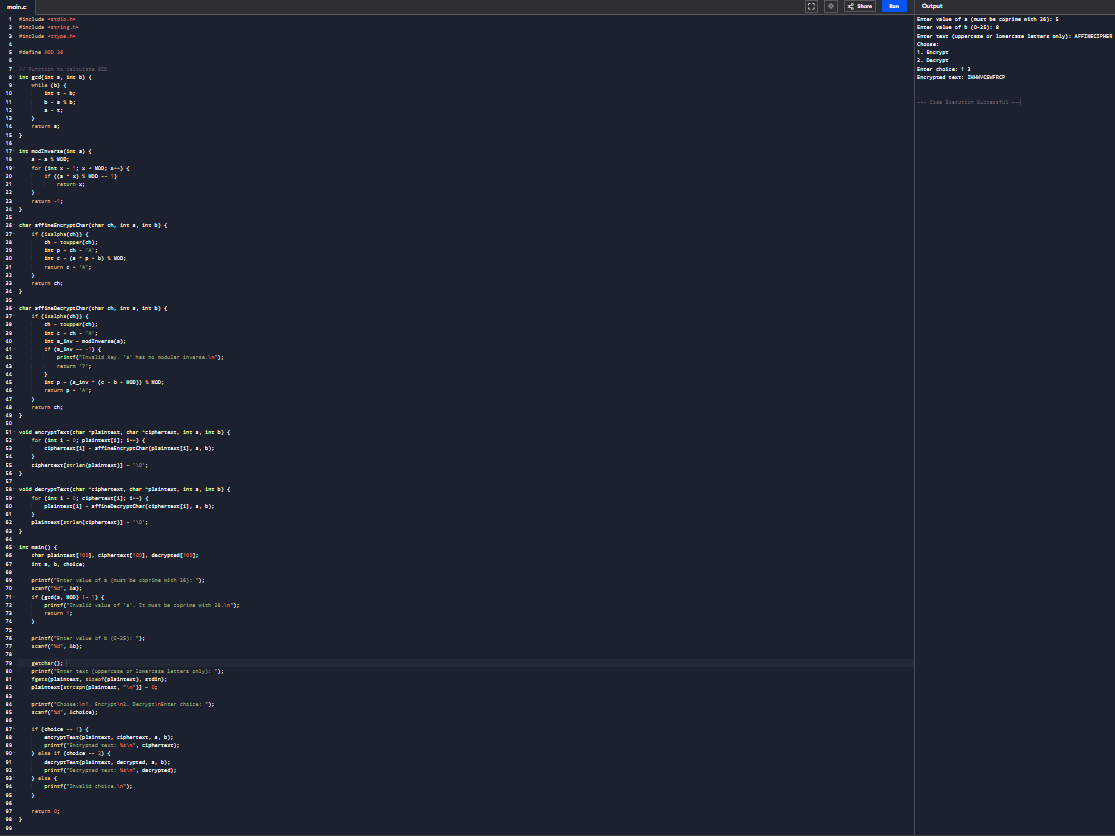 main.c
Share
Run
Output
1 #include <stdio.h>
2 #include <string.h>
3 #include <ctype.h>
4
5 #define MOD 26
6
7 // Function to calculate GCD
8 int gcd(int a, int b) {
9 while (b) {
10 int t = b;
11 b = a % b;
12 a = t;
13 }
14 return a;
15 }
16
17 int modInverse(int a) {
18 a = a % MOD;
19 for (int x = 1; x < MOD; x++) {
20 if ((a * x) % MOD == 1)
21 return x;
22 }
23 return -1;
24 }
25
26 char affineEncryptChar(char ch, int a, int b) {
27 if (isalpha(ch)) {
28 ch = toupper(ch);
29 int p = ch - 'A';
30 int c = (a * p + b) % MOD;
31 return c + 'A';
32 }
33 return ch;
34 }
35
36 char affineDecryptChar(char ch, int a, int b) {
37 if (isalpha(ch)) {
38 ch = toupper(ch);
39 int c = ch - 'A';
40 int a_inv = modInverse(a);
41 if (a_inv == -1) {
42 printf("Invalid key. 'a' has no modular inverse.\n");
43 return '?';
44 }
45 int p = (a_inv * (c - b + MOD)) % MOD;
46 return p + 'A';
47 }
48 return ch;
49 }
50
51 void encryptText(char *plaintext, char *ciphertext, int a, int b) {
52 for (int i = 0; plaintext[i]; i++) {
53 ciphertext[i] = affineEncryptChar(plaintext[i], a, b);
54 }
55 ciphertext[strlen(plaintext)] = '\0';
56 }
57
58 void decryptText(char *ciphertext, char *plaintext, int a, int b) {
59 for (int i = 0; ciphertext[i]; i++) {
60 plaintext[i] = affineDecryptChar(ciphertext[i], a, b);
61 }
62 plaintext[strlen(ciphertext)] = '\0';
63 }
64
65 int main() {
66 char plaintext[100], ciphertext[100], decrypted[100];
67 int a, b, choice;
68
69 printf("Enter value of a (must be coprime with 26): ");
70 scanf("%d", &a);
71 if (gcd(a, MOD) != 1) {
72 printf("Invalid value of 'a'. It must be coprime with 26.\n");
73 return 1;
74 }
75
76 printf("Enter value of b (0-25): ");
77 scanf("%d", &b);
78
79 getchar();
80 printf("Enter text (uppercase or lowercase letters only): ");
81 fgets(plaintext, sizeof(plaintext), stdin);
82 plaintext[strcspn(plaintext, "\n")] = 0;
83
84 printf("Choose:\n1. Encrypt\n2. Decrypt\nEnter choice: ");
85 scanf("%d", &choice);
86
87 if (choice == 1) {
88 encryptText(plaintext, ciphertext, a, b);
89 printf("Encrypted text: %s\n", ciphertext);
90 } else if (choice == 2) {
91 decryptText(plaintext, decrypted, a, b);
92 printf("Decrypted text: %s\n", decrypted);
93 } else {
94 printf("Invalid choice.\n");
95 }
96
97 return 0;
98 }
99
Enter value of a (must be coprime with 26): 5
Enter value of b (0-25): 8
Enter text (uppercase or lowercase letters only): AFFINECIPHER
Choose:
1. Encrypt
2. Decrypt
Enter choice: 1 2
Encrypted text: IHHWVCSWFRCP
--- Code Execution Successful ---